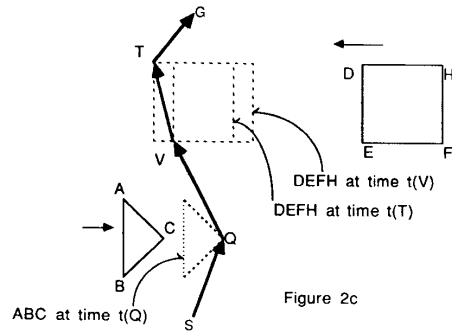 G
T
D
H
E
F
V
DEFH at time t(V)
DEFH at time t(T)
A
C
Q
B
Figure 2c
ABC at time t(Q)
S